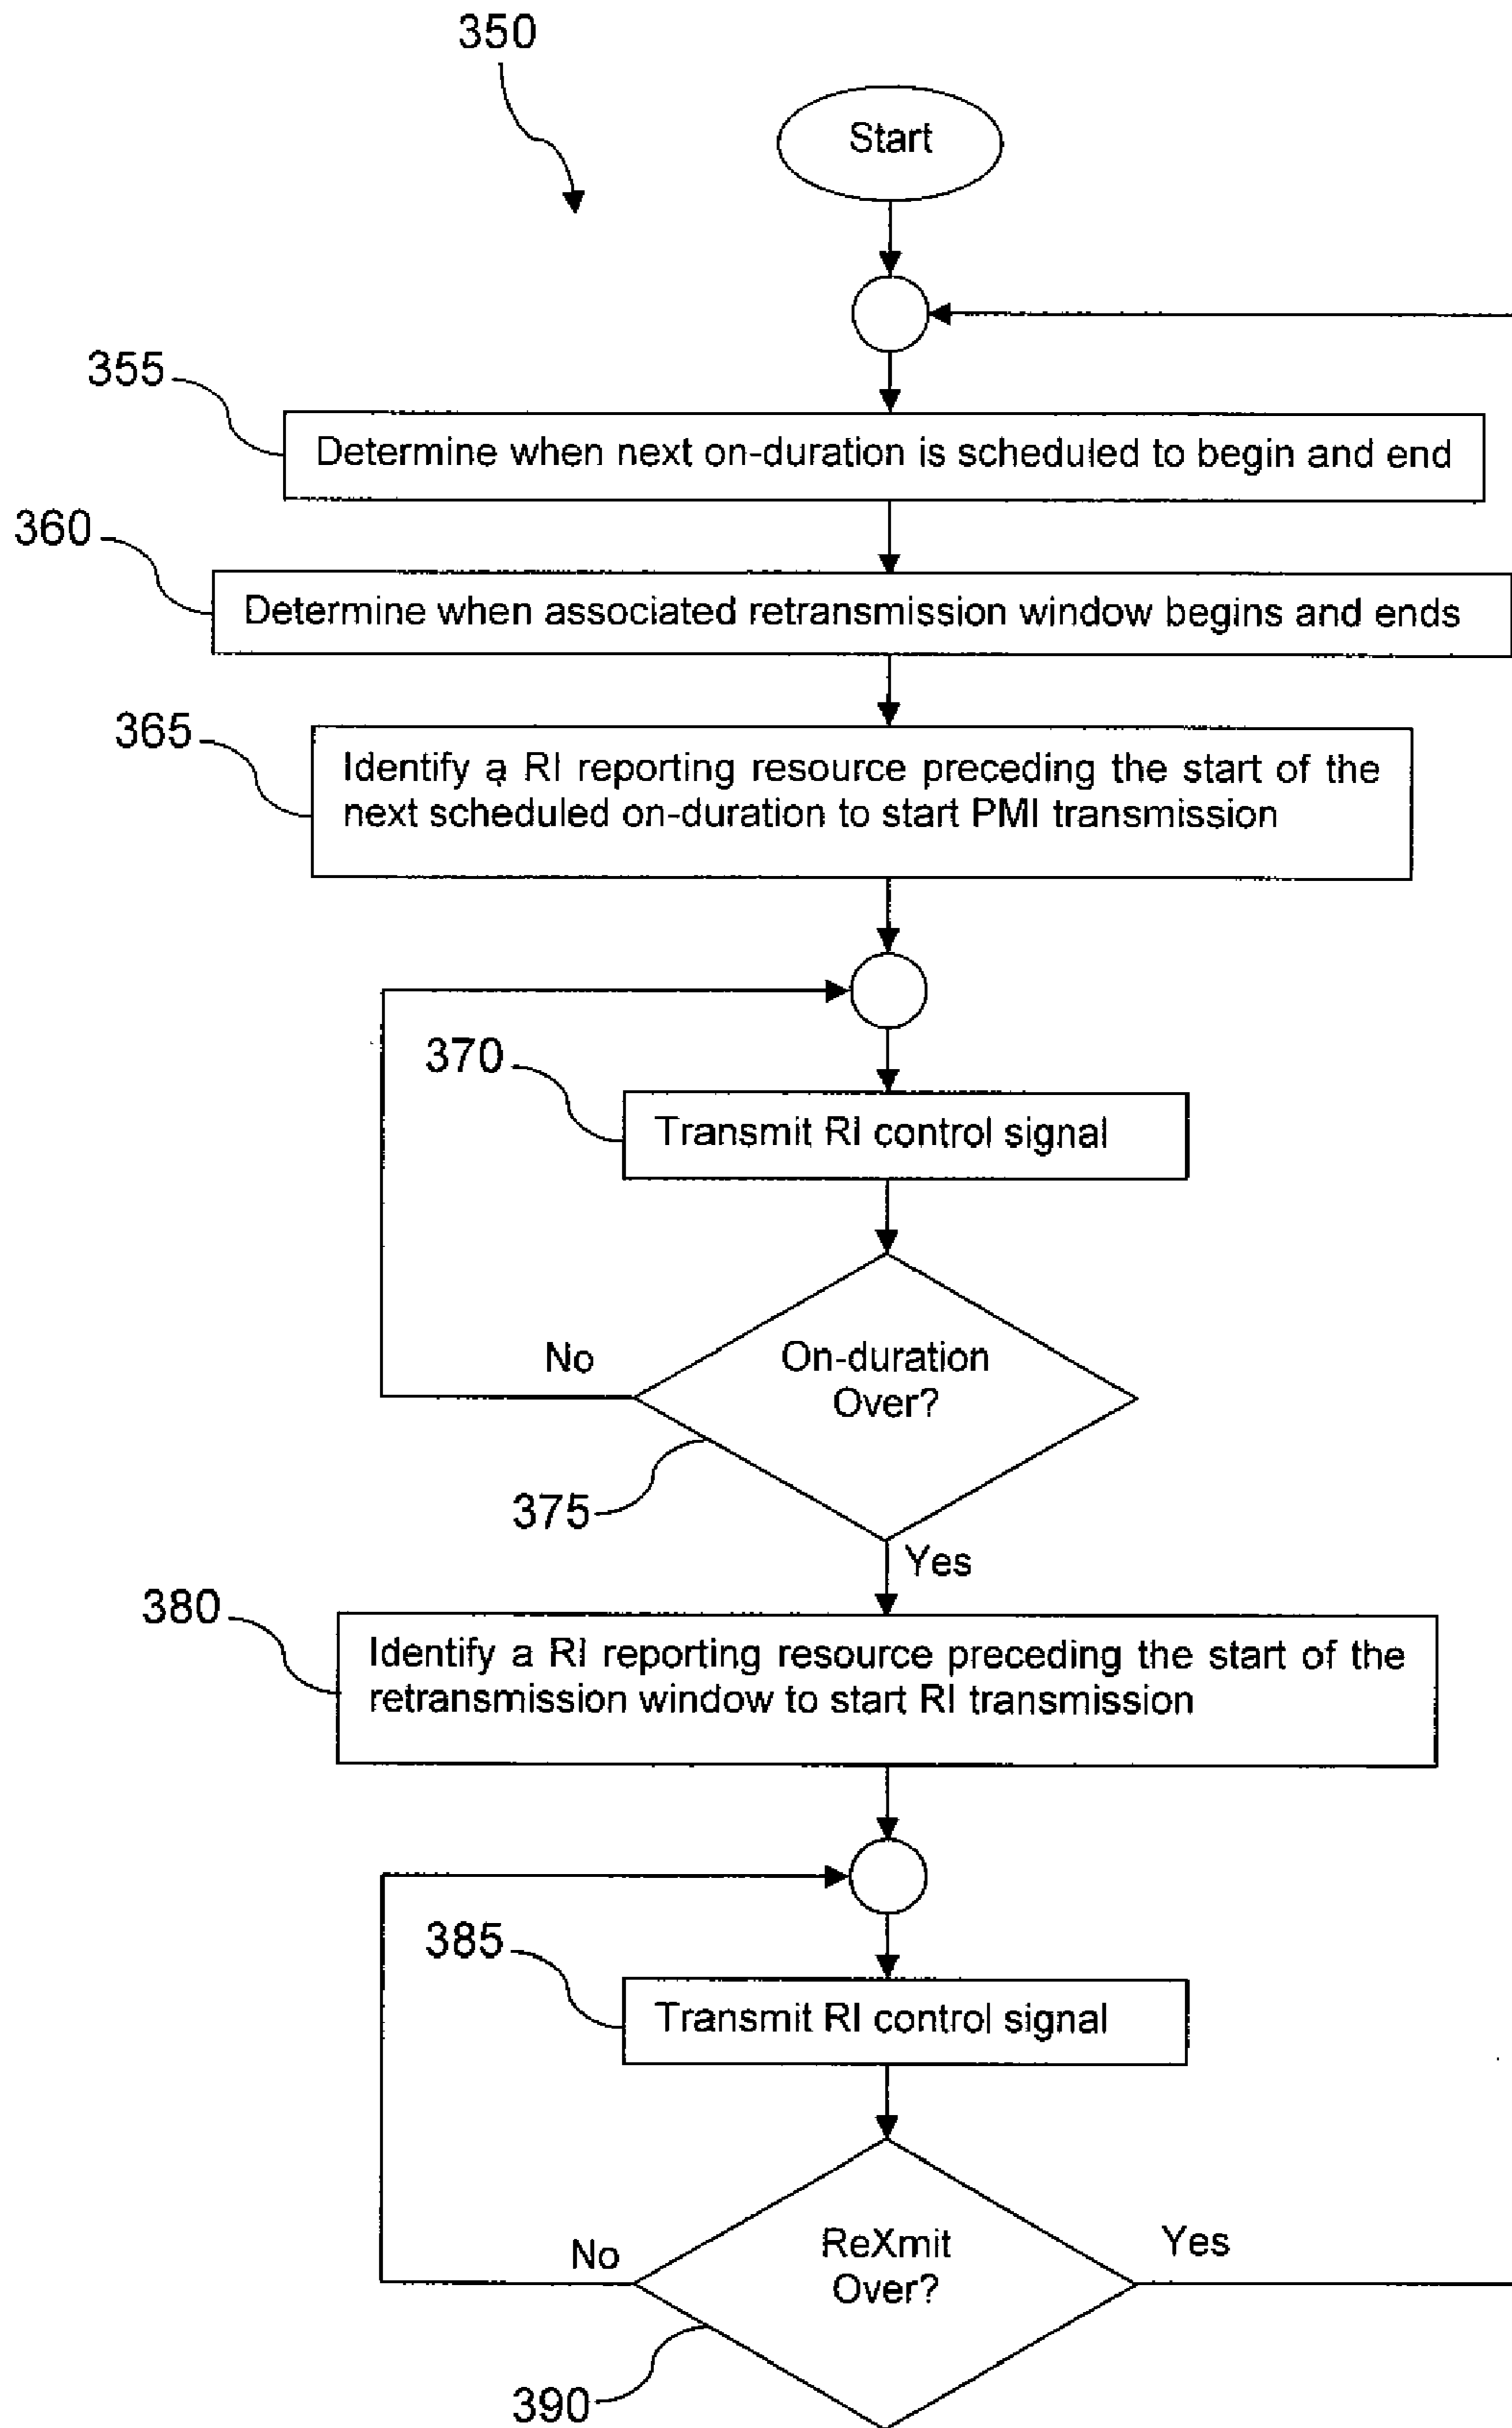 350
Start
355
Determine when next on-duration is scheduled to begin and end
360
Determine when associated retransmission window begins and ends
365
Identify a RI reporting resource preceding the start of the
next scheduled on-duration to start PMI transmission
370
Transmit RI control signal
No
On-duration
Over?
375
Yes
380
Identify a RI reporting resource preceding the start of the
retransmission window to start RI transmission
385
Transmit RI control signal
No
ReXmit
Over?
Yes
390